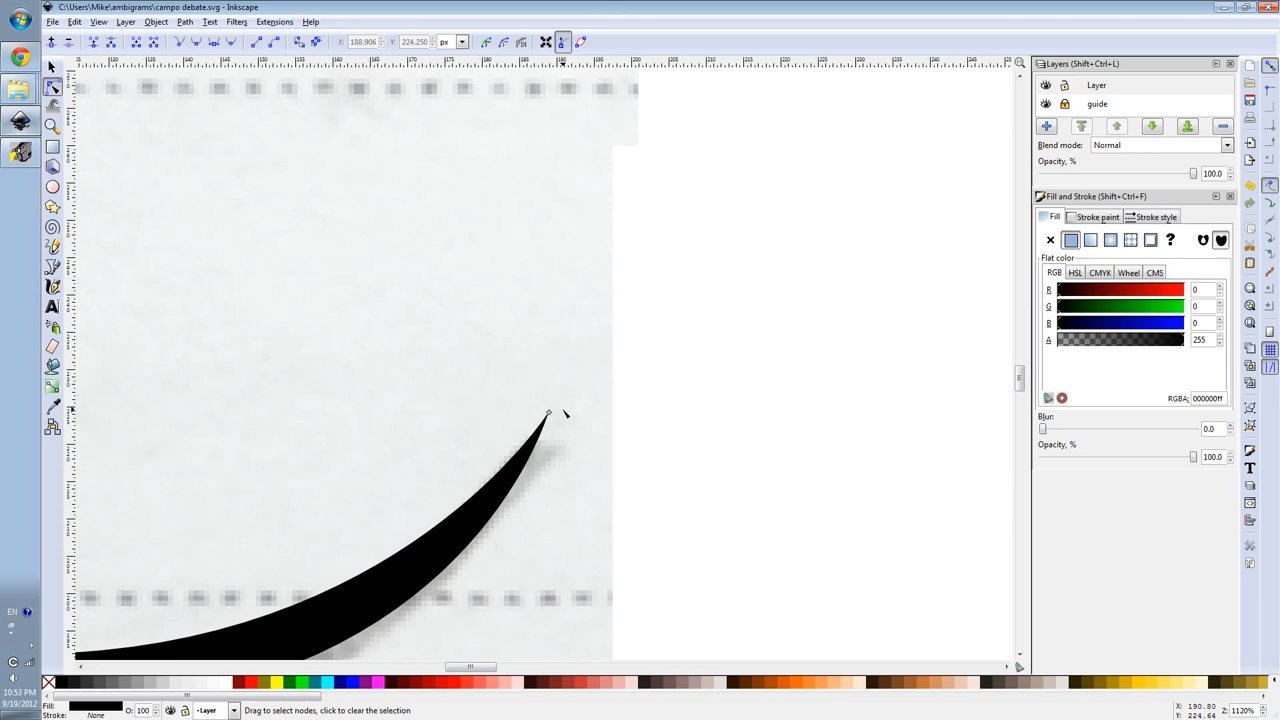 C:\Users\Mike\ambigrams\campo debate.svg - Inkscape
File Edit View Layer Object Path Text Filters Extensions Help
X: 188.906 Y: 224.250 px
Layers (Shift+Ctrl+L)
Layer
guide
Blend mode: Normal
Opacity, % 100.0
Fill and Stroke (Shift+Ctrl+F)
Fill Stroke paint Stroke style
?
Flat color
RGB HSL CMYK Wheel CMS
R 0
G 0
B 0
A 255
RGBA: 000000ff
Blur:
0.0
Opacity, %
100.0
EN
10:53 PM
9/19/2012
Fill:
Stroke: None
O: 100
Layer
Drag to select nodes, click to clear the selection
X: 190.80
Y: 224.04
Z: 1120%